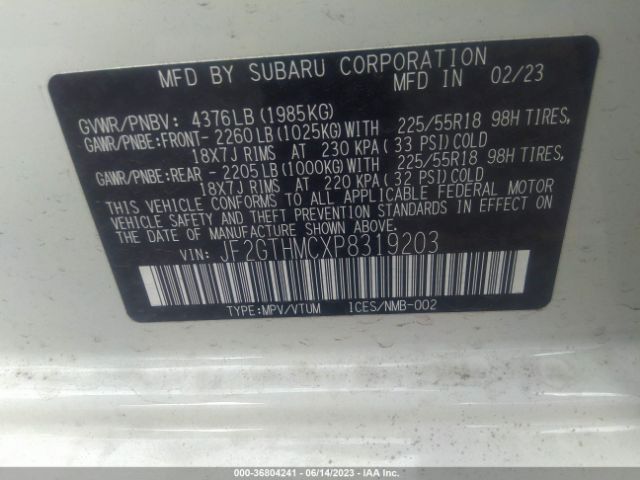 MFD BY SUBARU CORPORATION
MFD IN 02/23
GVWR/PNBV: 4376LB (1985KG)
GAWR/PNBE:FRONT-2260LB(1025KG)WITH 225/55R18 98H TIRES,
18X7J RIMS AT 230 KPA( 33 PSI) COLD
GAWR/PNBE:REAR -2205LB(1000KG)WITH 225/55R18 98H TIRES,
18X7J RIMS AT 220 KPA( 32 PSI) COLD
THIS VEHICLE CONFORMS TO ALL APPLICABLE FEDERAL MOTOR
VEHICLE SAFETY AND THEFT PREVENTION STANDARDS IN EFFECT ON THE DATE
OF MANUFACTURE SHOWN ABOVE.
VIN: JF2GTHMCXP8319203
TYPE:MPV/VTUM ICES/NMB-002
000-36804241 - 06/14/2023 - IAA Inc.